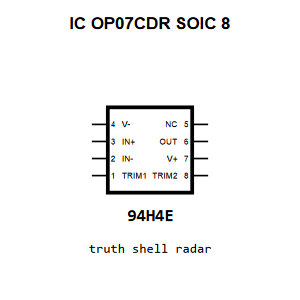 IC OP07CDR SOIC 8
4 V- NC 5
3 IN+ OUT 6
2 IN- V+ 7
1 TRIM1 TRIM2 8
94H4E
truth shell radar